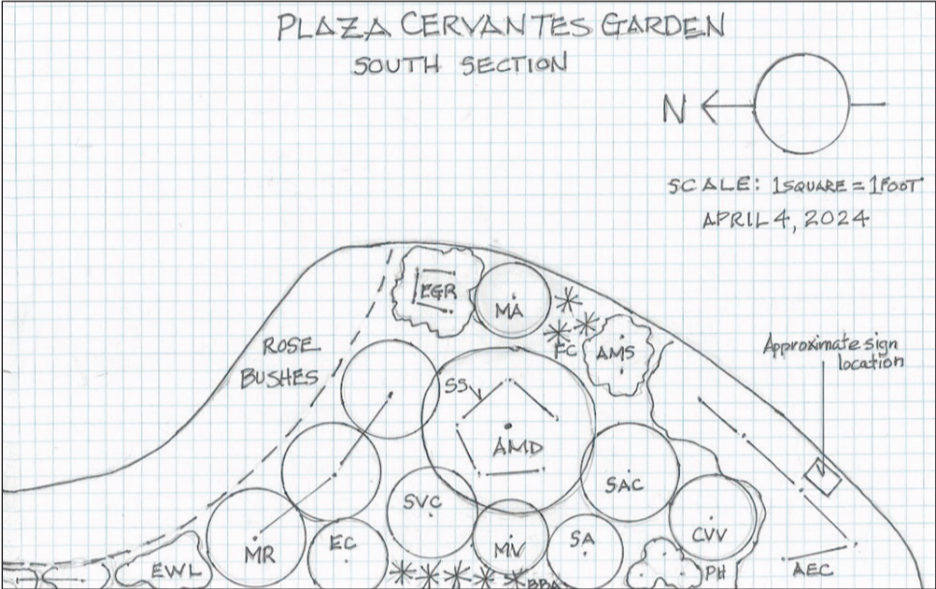 PLAZA CERVANTES GARDEN
SOUTH SECTION
N
SCALE: 1 SQUARE = 1 FOOT
APRIL 4, 2024
EGR
MA
FC
AMS
ROSE
BUSHES
Approximate sign
location
SS
AMD
SAC
SVC
CVV
MR
EC
MV
SA
EWL
BBA
PH
AEC